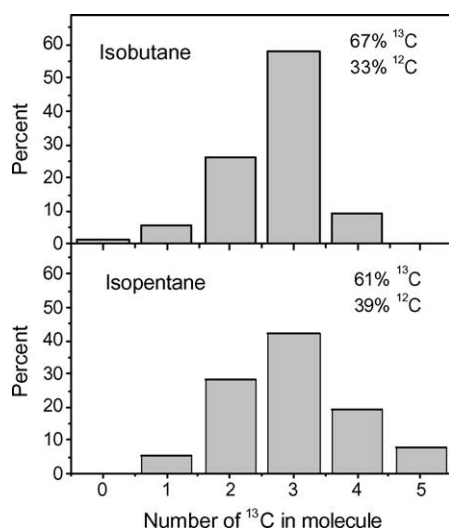 Isobutane
67% ¹³C
33% ¹²C
Percent
60
50
40
30
20
10
0
Isopentane
61% ¹³C
39% ¹²C
Percent
60
50
40
30
20
10
0
0 1 2 3 4 5
Number of ¹³C in molecule